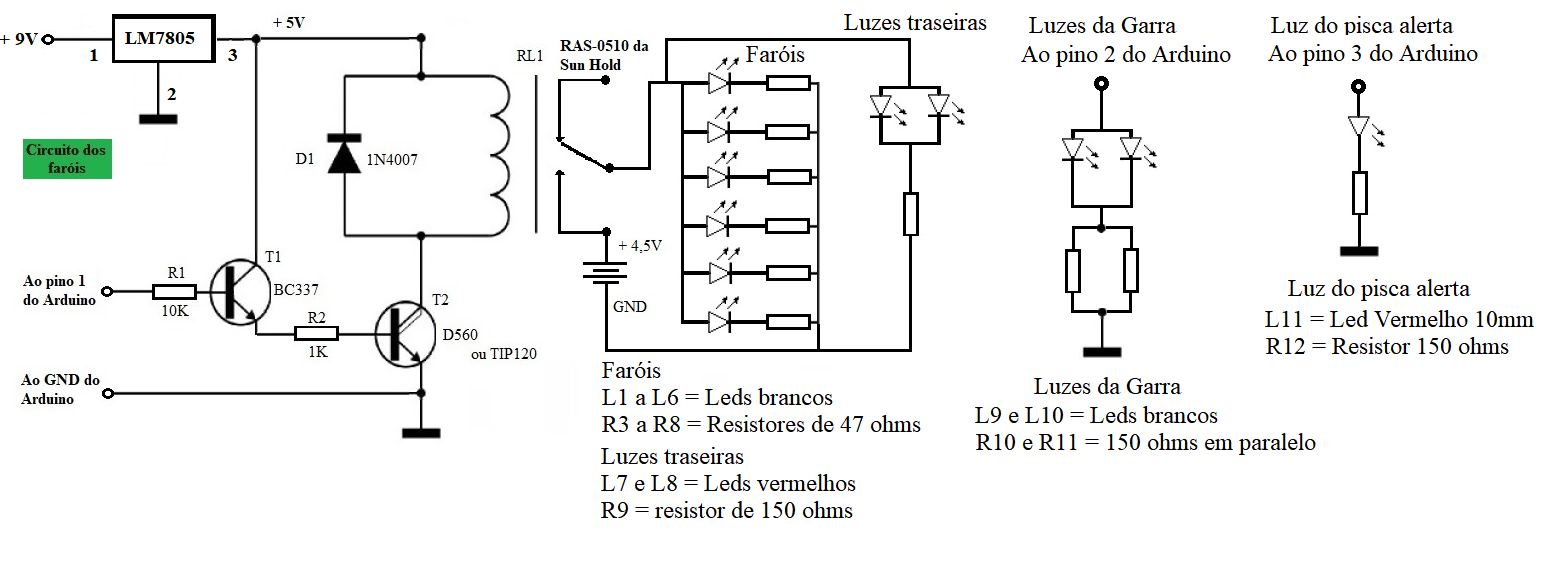 + 9V
LM7805
1
3
2
+ 5V
Circuito dos
faróis
D1
1N4007
RL1
RAS-0510 da
Sun Hold
Ao pino 1
do Arduino
R1
10K
T1
BC337
R2
1K
T2
D560
ou TIP120
Ao GND do
Arduino
+ 4,5V
GND
Faróis
Luzes traseiras
Faróis
L1 a L6 = Leds brancos
R3 a R8 = Resistores de 47 ohms
Luzes traseiras
L7 e L8 = Leds vermelhos
R9 = resistor de 150 ohms
Luzes da Garra
Ao pino 2 do Arduino
Luzes da Garra
L9 e L10 = Leds brancos
R10 e R11 = 150 ohms em paralelo
Luz do pisca alerta
Ao pino 3 do Arduino
Luz do pisca alerta
L11 = Led Vermelho 10mm
R12 = Resistor 150 ohms